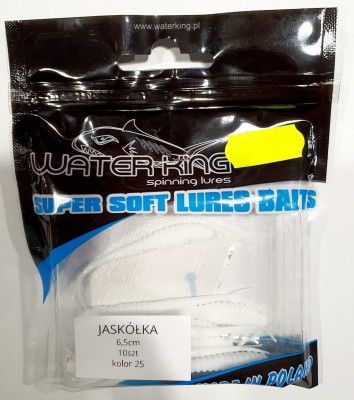 www.waterking.pl
WATER-KING
spinning lures
SUPER SOFT LURES BAITS
JASKÓŁKA
6,5cm
10szt
kolor 25
MADE IN POLAND